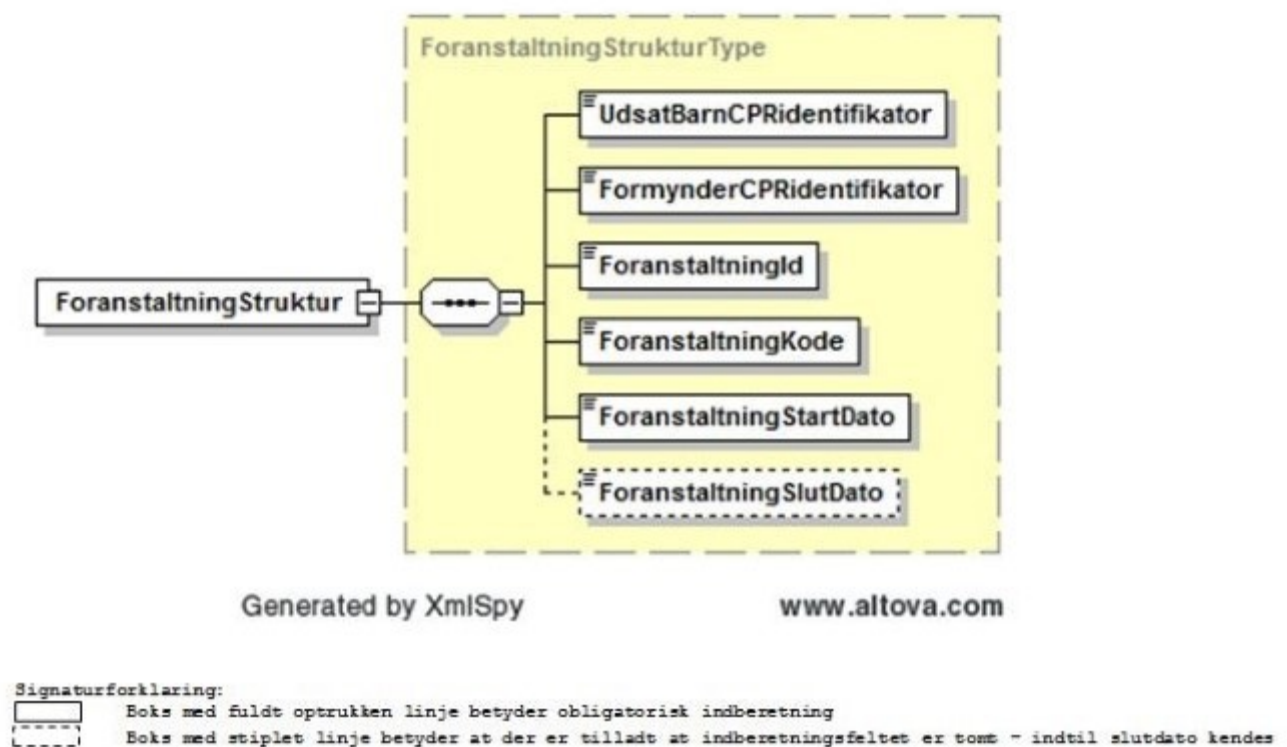 ForanstaltningStrukturType
UdsatBarnCPRidentifikator
FormynderCPRidentifikator
ForanstaltningId
ForanstaltningStruktur
ForanstaltningKode
ForanstaltningStartDato
ForanstaltningSlutDato
Generated by XmlSpy www.altova.com
Signaturforklaring:
Boks med fuldt optrukken linje betyder obligatorisk indberetning
Boks med stiplet linje betyder at der er tilladt at indberetningsfeltet er tomt - indtil slutdato kendes